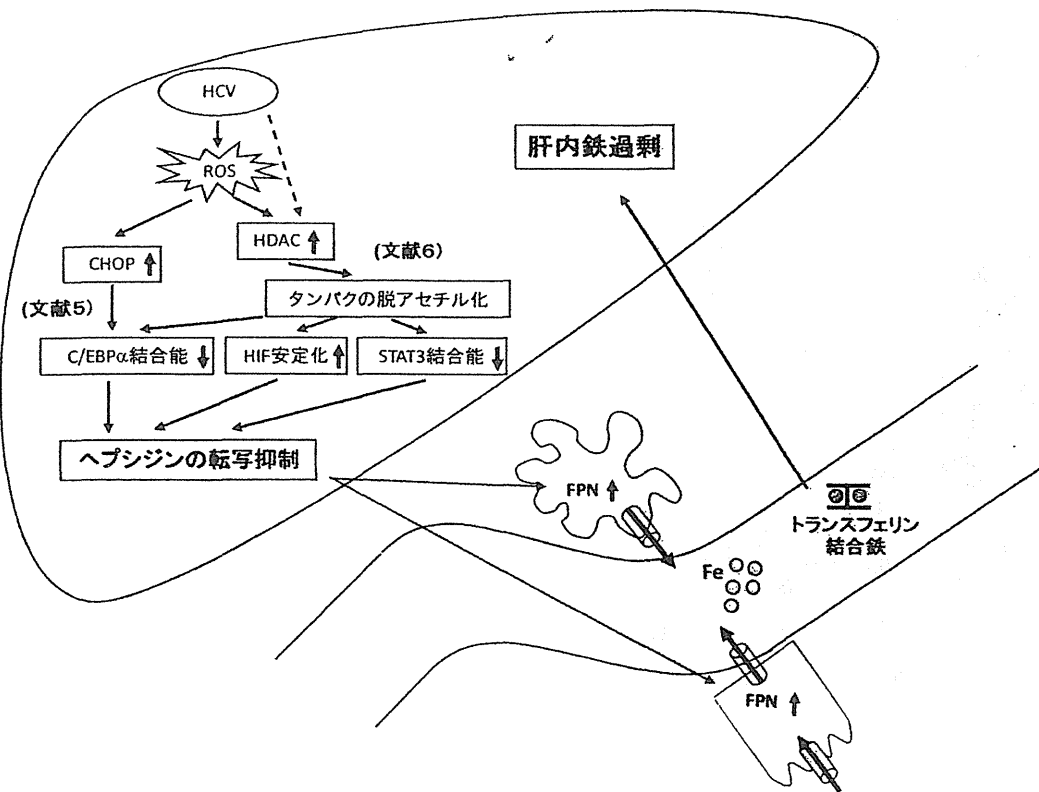 HCV
ROS
肝内鉄過剰
HDAC↑
(文献6)
CHOP↑
(文献5)
タンパクの脱アセチル化
C/EBPα結合能↓
HIF安定化↑
STAT3結合能↓
ヘプシジンの転写抑制
FPN↑
トランスフェリン
結合鉄
Fe
FPN↑